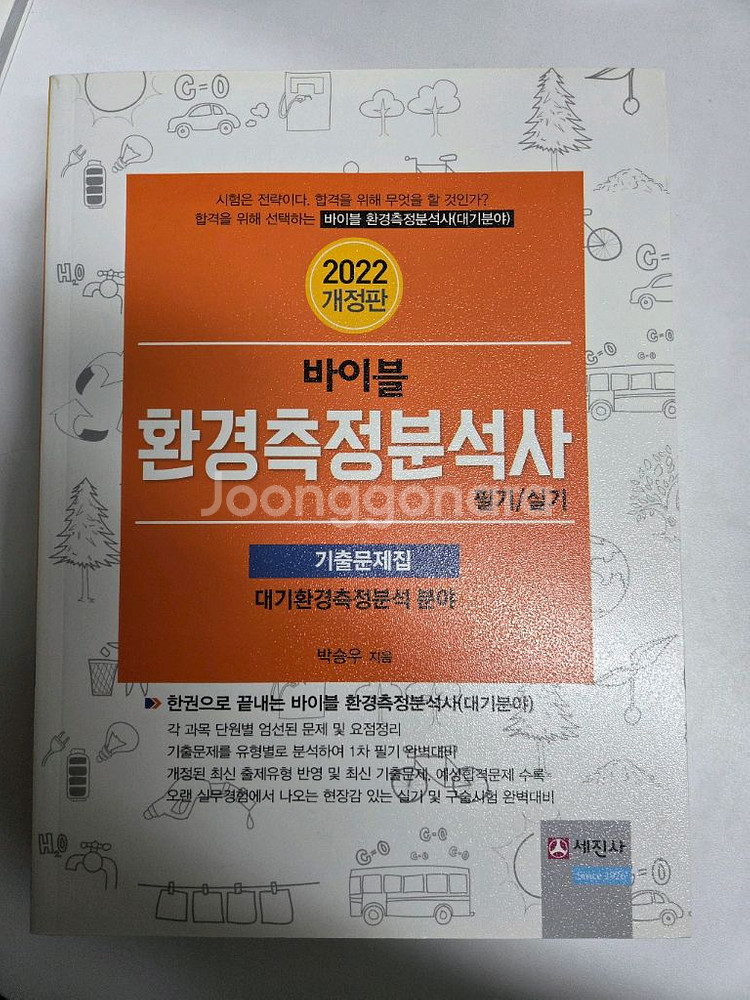 시험은 전략이다. 합격을 위해 무엇을 할 것인가?
합격을 위해 선택하는 바이블 환경측정분석사(대기분야)
2022
개정판
바이블
환경측정분석사
필기/실기
Joonggonara
기출문제집
대기환경측정분석 분야
박승우 지음
한권으로 끝내는 바이블 환경측정분석사(대기분야)
각 과목 단원별 엄선된 문제 및 요점정리
기출문제를 유형별로 분석하여 1차 필기 완벽대비
개정된 최신 출제유형 반영 및 최신 기출문제, 예상합격문제 수록
오랜 실무경험에서 나오는 현장감 있는 실기 및 구술시험 완벽대비
세진사
Since 1926
C=O
H₂O
C=O
C=O
C=O
C=O
H₂O
C=O
C=O
C=O
C=O
=O